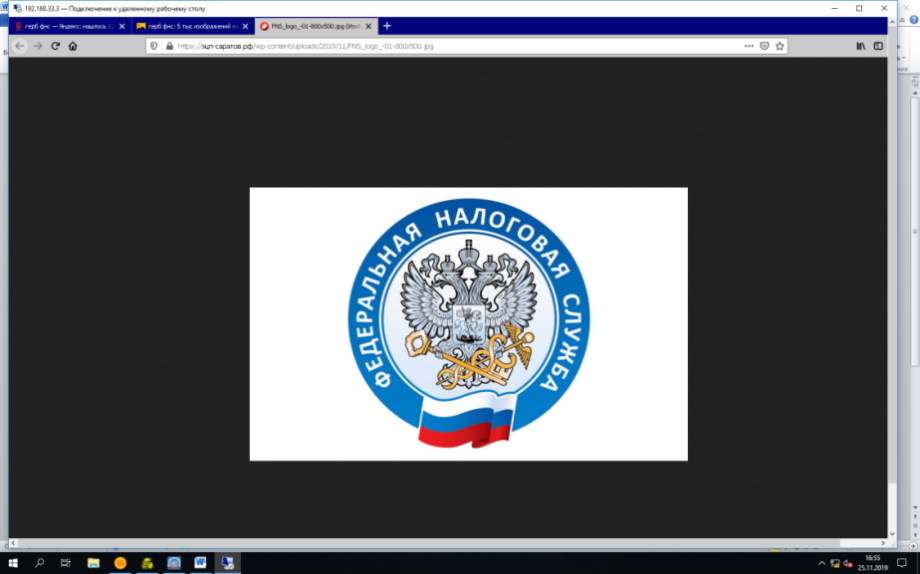 192.168.33.3 — Подключение к удаленному рабочему столу
герб фнс — Яндекс: нашлось
герб фнс: 5 тыс изображений
FNS_logo_-01-800x500.jpg
https://эцп-саратов.рф/wp-content/uploads/2019/11/FNS_logo_-01-800x500.jpg
ФЕДЕРАЛЬНАЯ НАЛОГОВАЯ СЛУЖБА
16:55
25.11.2019